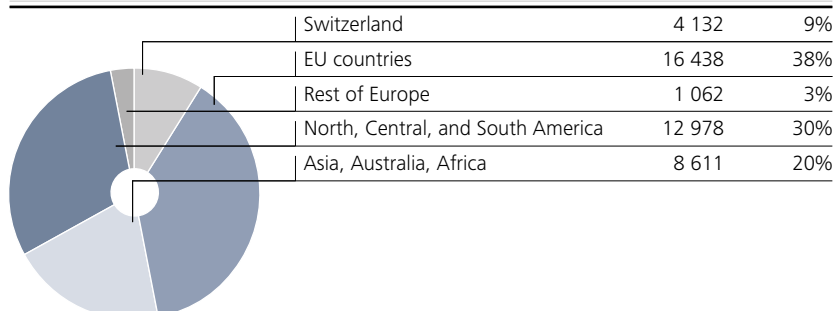 Switzerland 4 132 9%
EU countries 16 438 38%
Rest of Europe 1 062 3%
North, Central, and South America 12 978 30%
Asia, Australia, Africa 8 611 20%